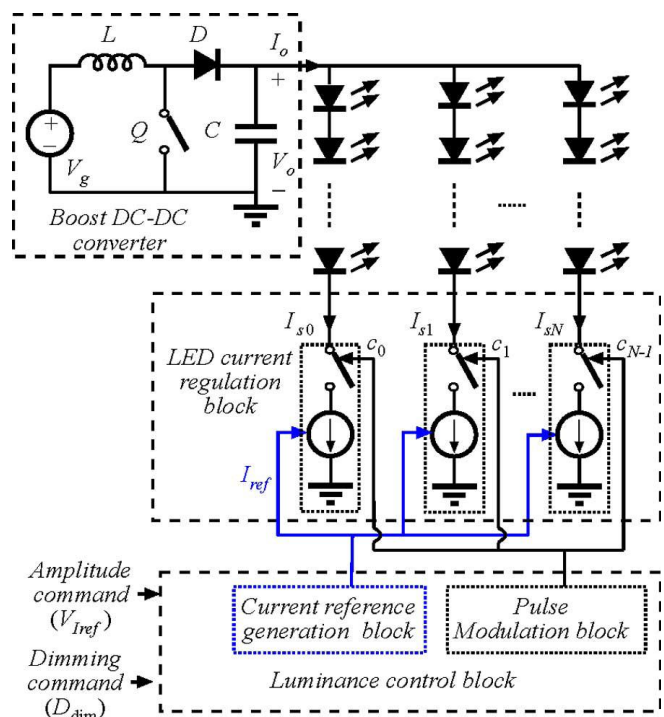 L
D
I_o
+
Q
C
+
−
V_g
V_o
−
Boost DC-DC
converter
I_s0
I_s1
I_sN
LED current
regulation
block
c_0
c_1
c_N-1
I_ref
Amplitude
command
(V_Iref)
Current reference
generation block
Pulse
Modulation block
Dimming
command
(D_dim)
Luminance control block